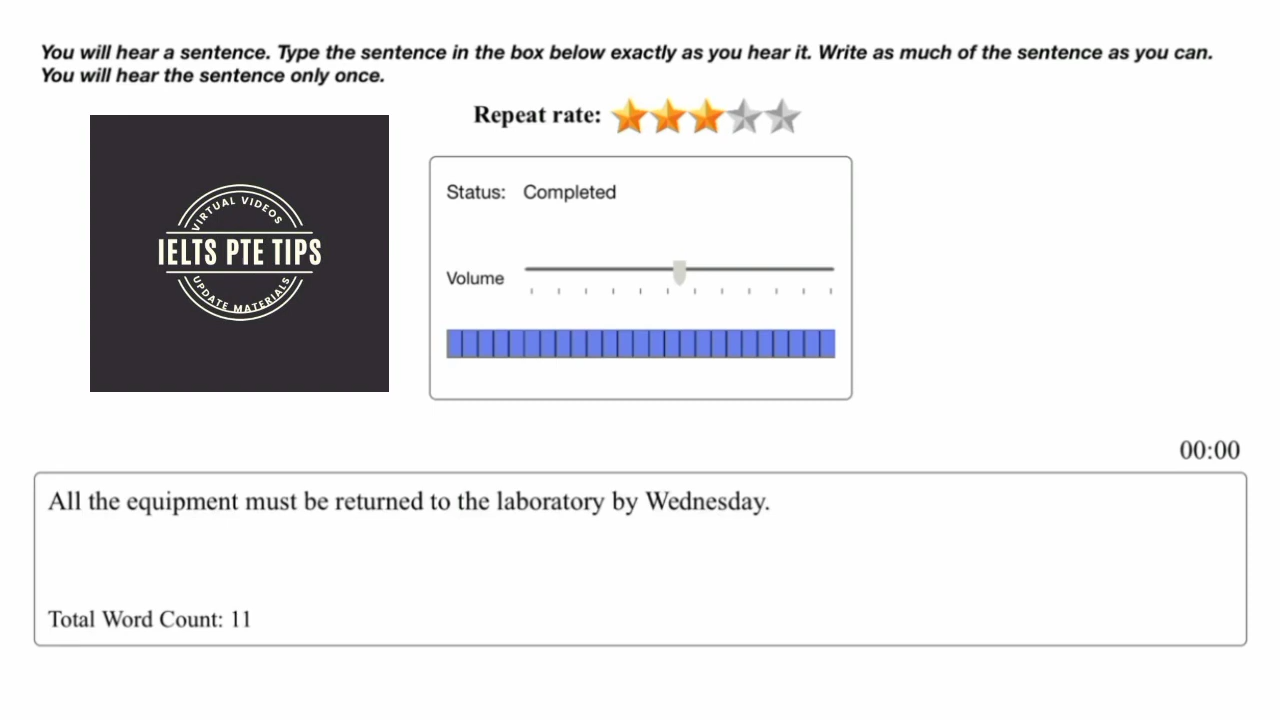 You will hear a sentence. Type the sentence in the box below exactly as you hear it. Write as much of the sentence as you can.
You will hear the sentence only once.
Repeat rate:
VIRTUAL VIDEOS
IELTS PTE TIPS
UPDATE MATERIALS
Status: Completed
Volume
00:00
All the equipment must be returned to the laboratory by Wednesday.
Total Word Count: 11